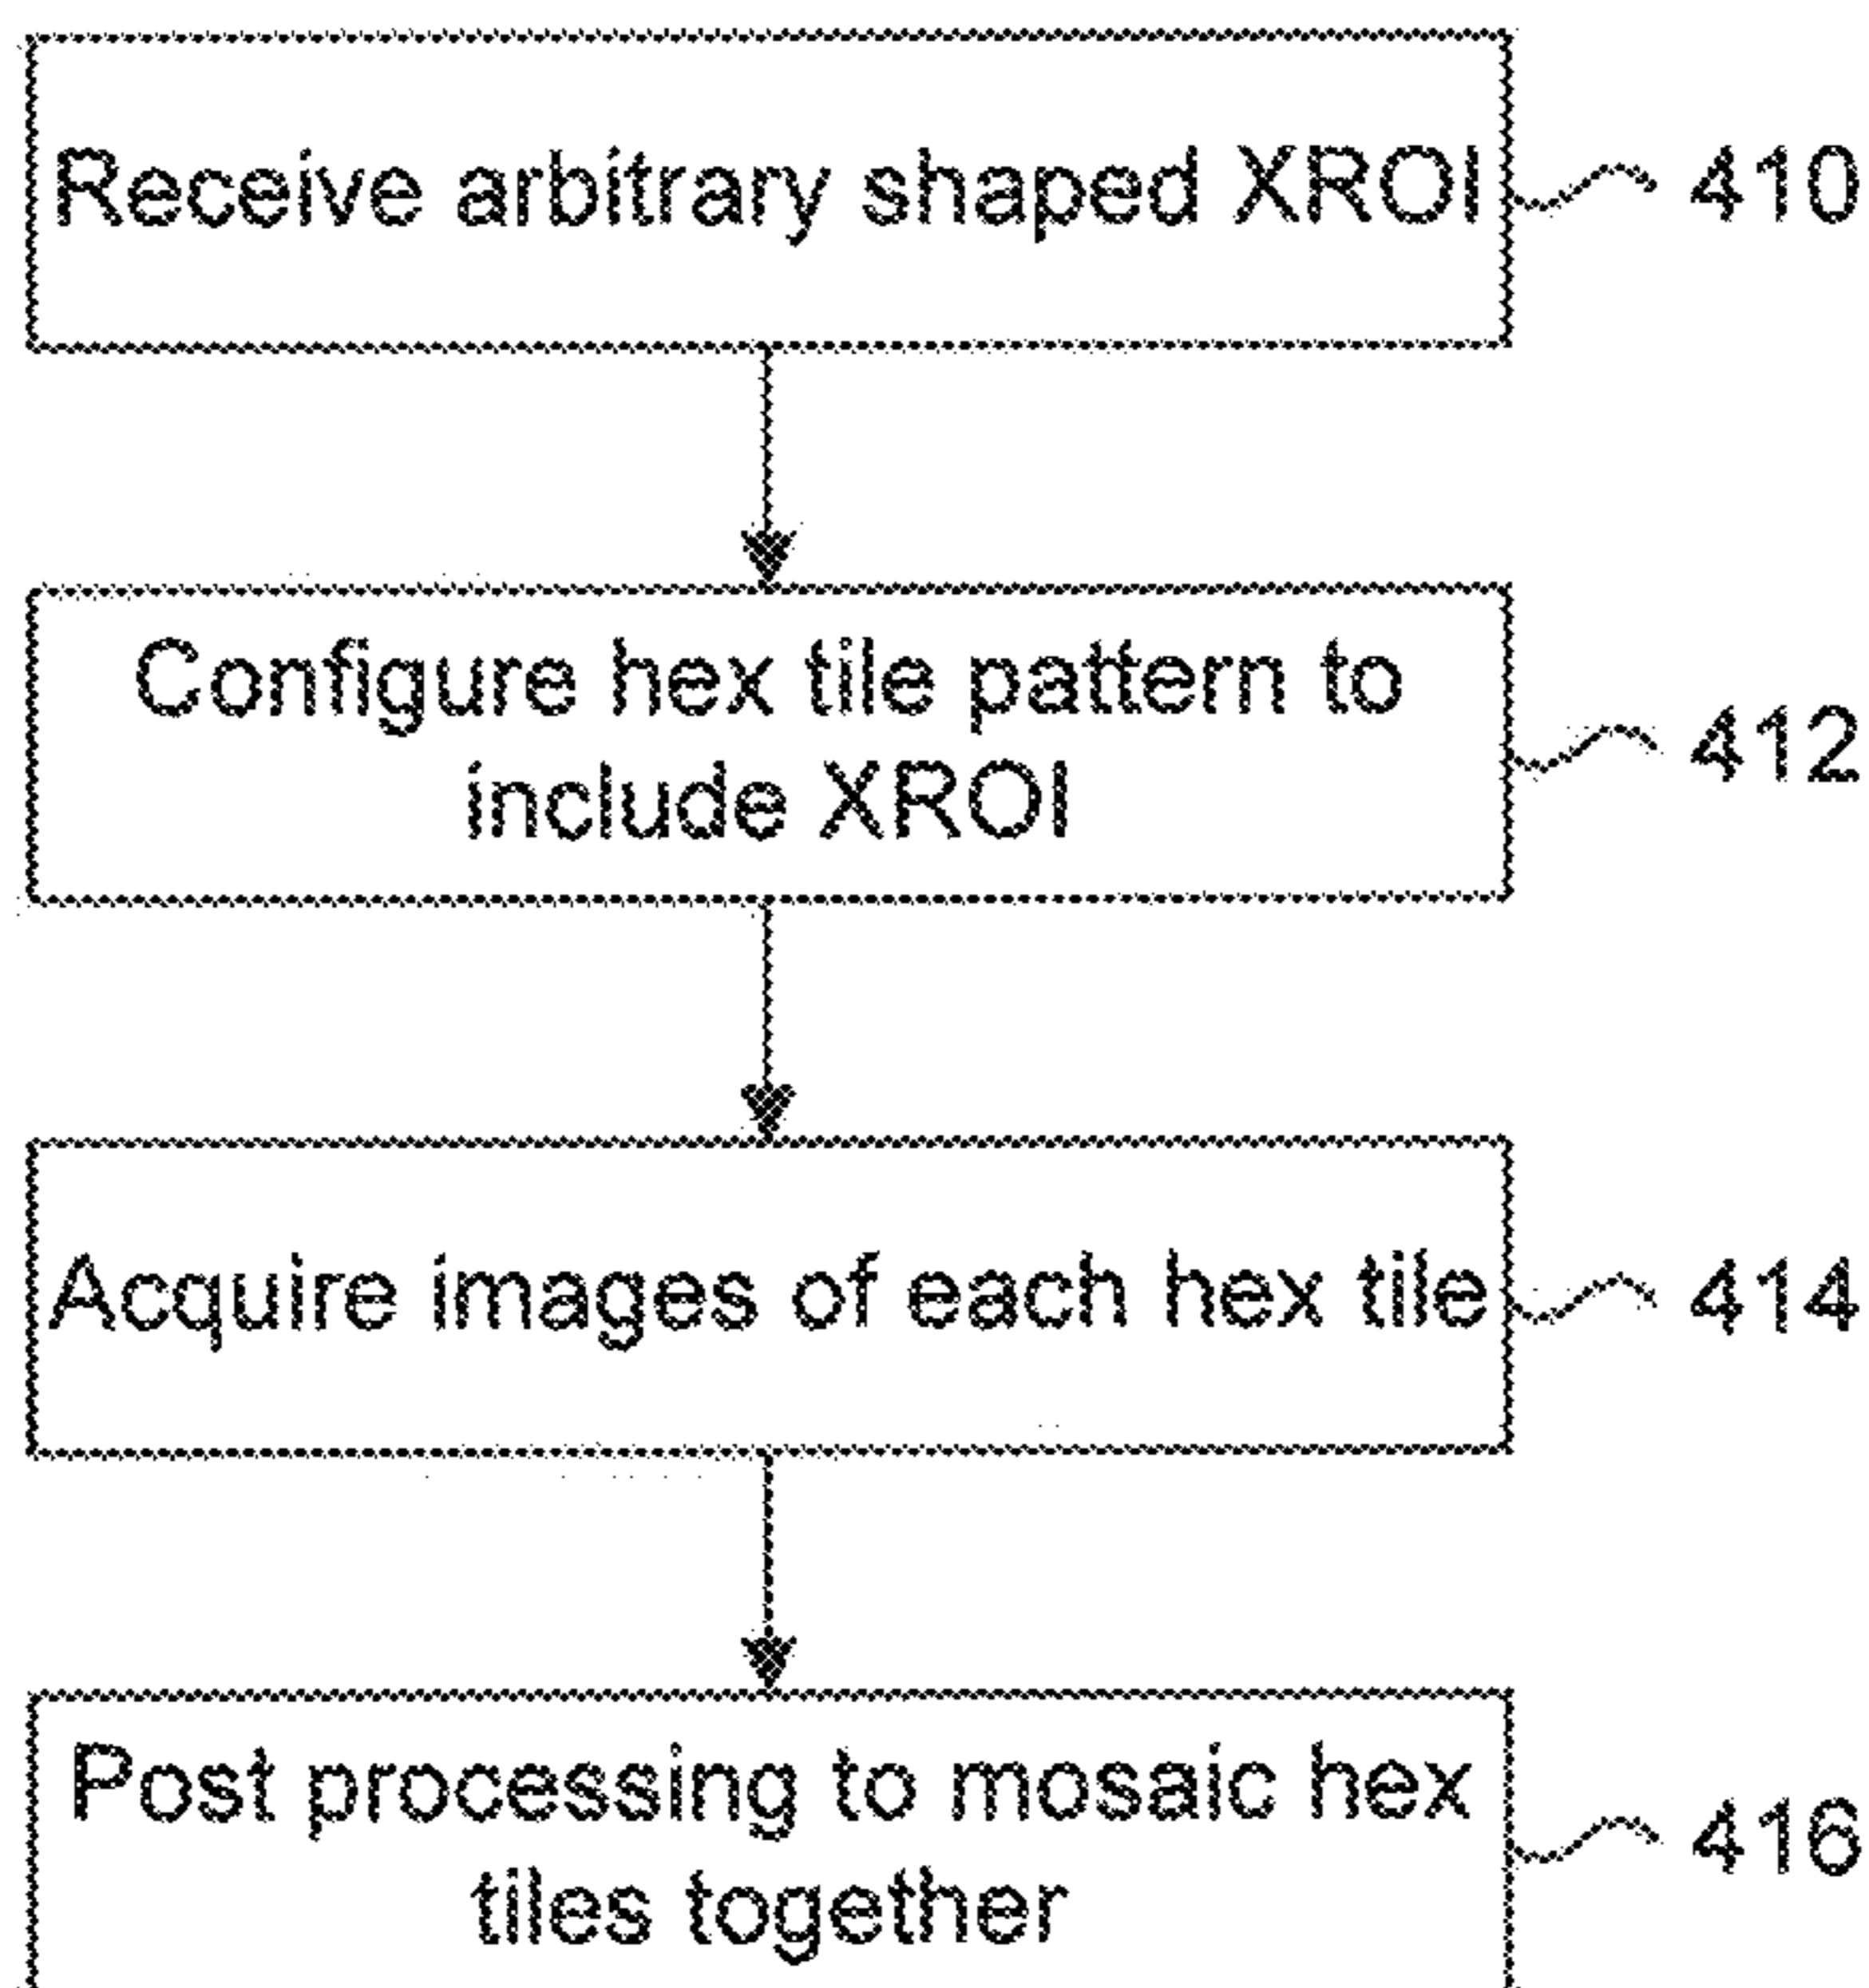 Receive arbitrary shaped XROI
410
Configure hex tile pattern to
include XROI
412
Acquire images of each hex tile
414
Post processing to mosaic hex
tiles together
416